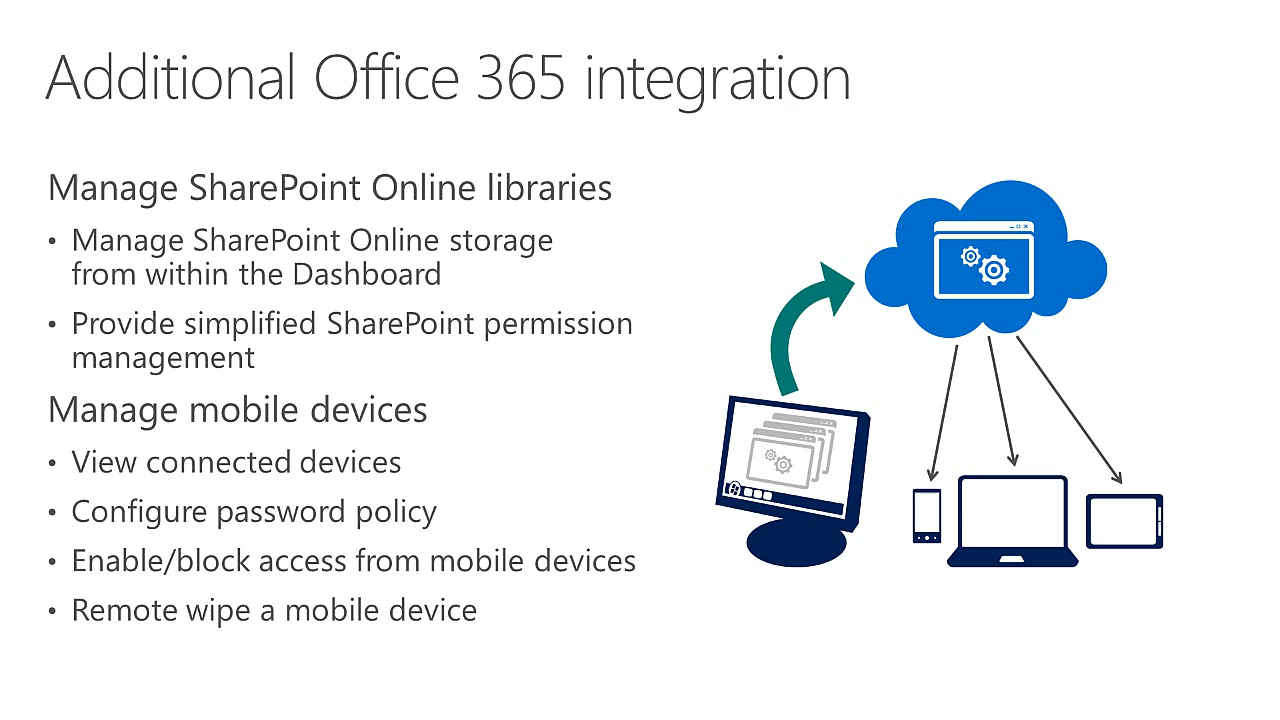 Additional Office 365 integration
Manage SharePoint Online libraries
• Manage SharePoint Online storage
from within the Dashboard
• Provide simplified SharePoint permission
management
Manage mobile devices
• View connected devices
• Configure password policy
• Enable/block access from mobile devices
• Remote wipe a mobile device